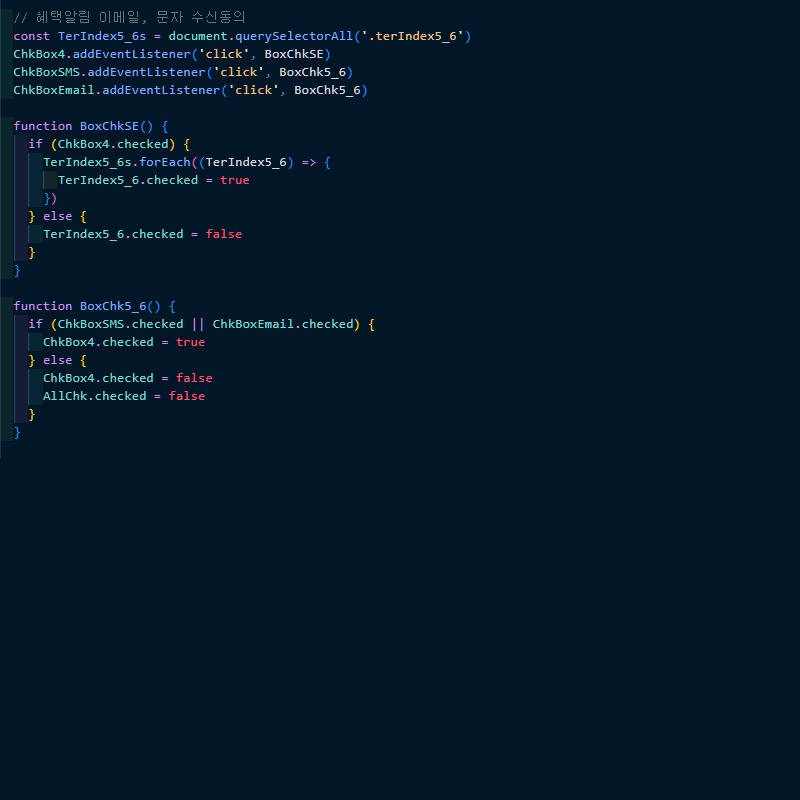 // 혜택알림 이메일, 문자 수신동의
const TerIndex5_6s = document.querySelectorAll('.terIndex5_6')
ChkBox4.addEventListener('click', BoxChkSE)
ChkBoxSMS.addEventListener('click', BoxChk5_6)
ChkBoxEmail.addEventListener('click', BoxChk5_6)

function BoxChkSE() {
  if (ChkBox4.checked) {
    TerIndex5_6s.forEach((TerIndex5_6) => {
      TerIndex5_6.checked = true
    })
  } else {
    TerIndex5_6.checked = false
  }
}

function BoxChk5_6() {
  if (ChkBoxSMS.checked || ChkBoxEmail.checked) {
    ChkBox4.checked = true
  } else {
    ChkBox4.checked = false
    AllChk.checked = false
  }
}